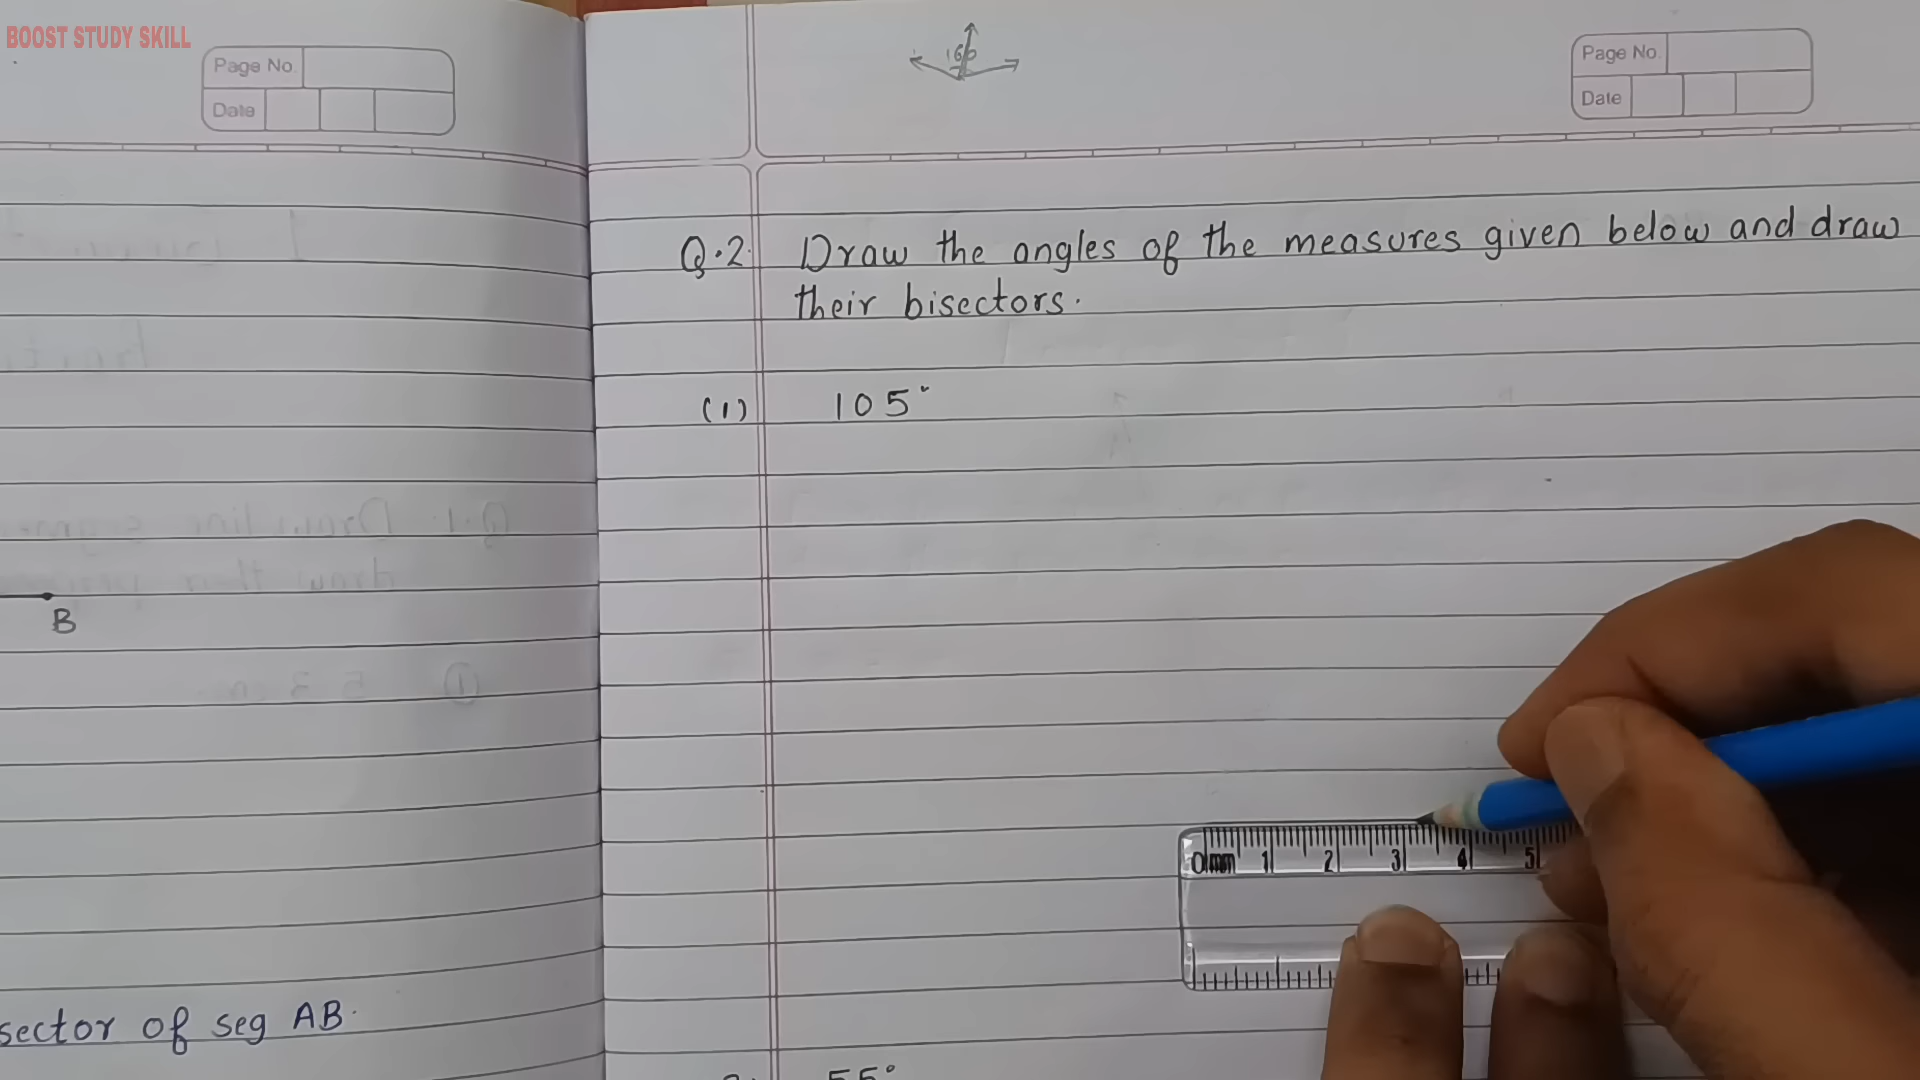 BOOST STUDY SKILL
Page No.
Date
B
sector of seg AB.
Page No.
Date
Q.2. Draw the angles of the measures given below and draw
their bisectors.
(1) 105°
0mm 1 2 3 4 5
55°